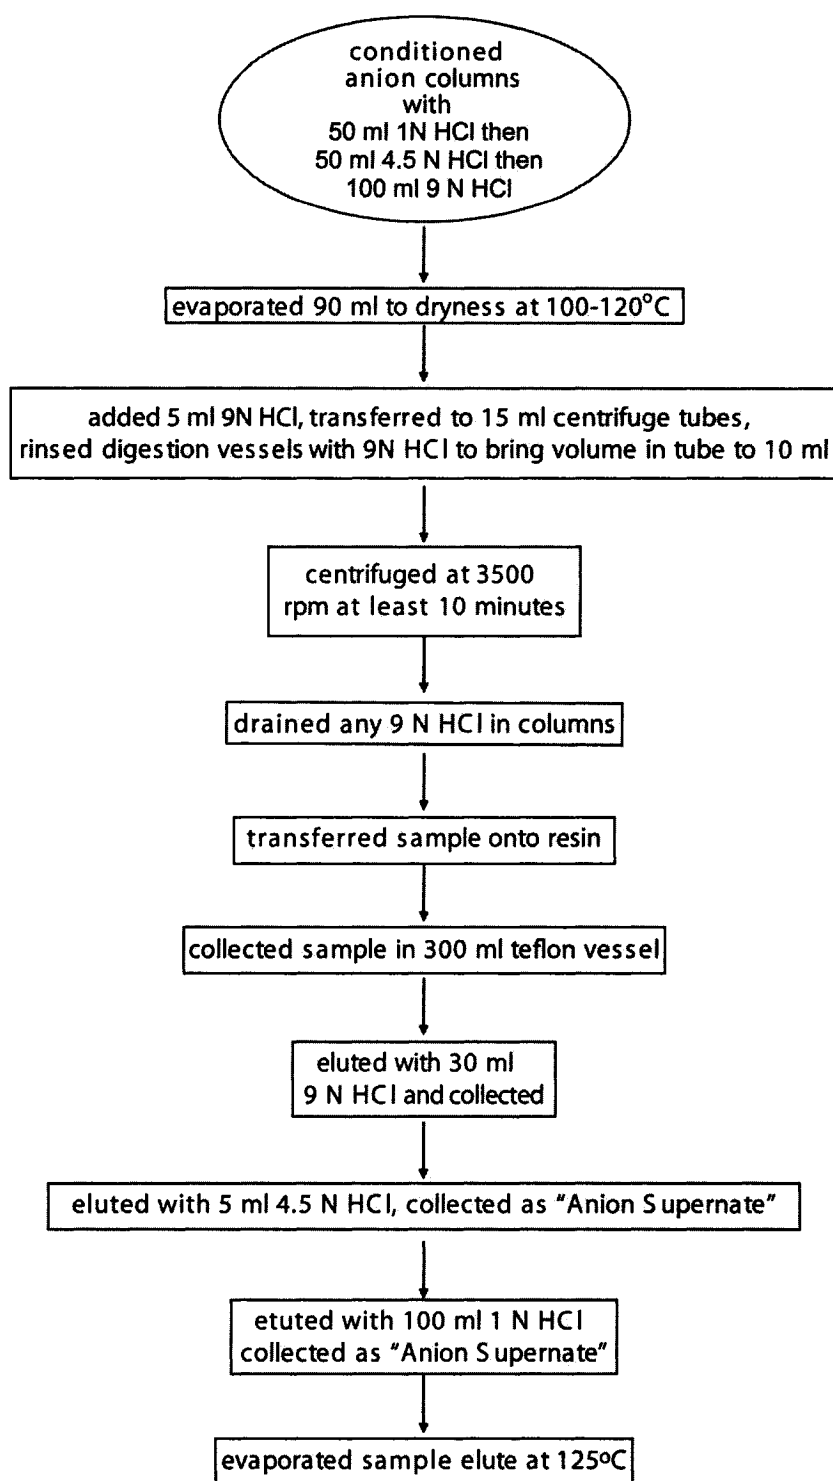 conditioned
anion columns
with
50 ml 1N HCl then
50 ml 4.5 N HCl then
100 ml 9 N HCl
evaporated 90 ml to dryness at 100-120°C
added 5 ml 9N HCl, transferred to 15 ml centrifuge tubes,
rinsed digestion vessels with 9N HCl to bring volume in tube to 10 ml
centrifuged at 3500
rpm at least 10 minutes
drained any 9 N HCl in columns
transferred sample onto resin
collected sample in 300 ml teflon vessel
eluted with 30 ml
9 N HCl and collected
eluted with 5 ml 4.5 N HCl, collected as "Anion Supernate"
etuted with 100 ml 1 N HCl
collected as "Anion Supernate"
evaporated sample elute at 125°C